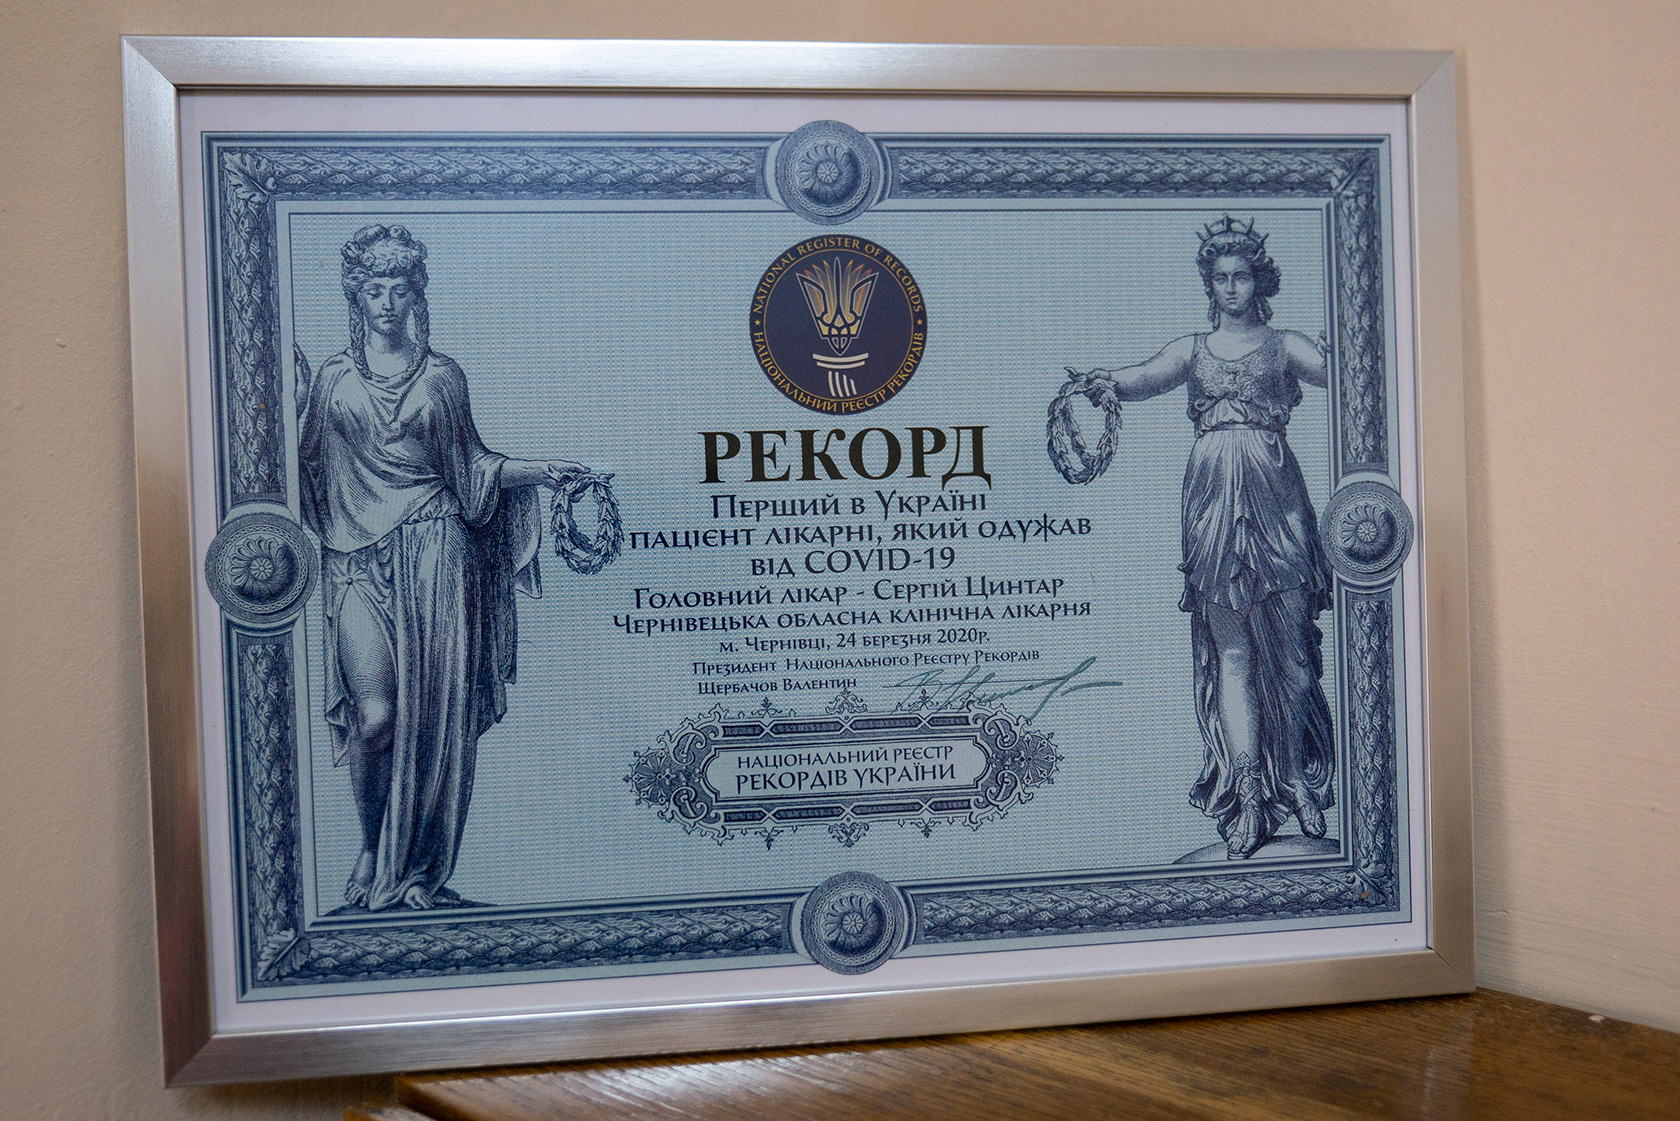 NATIONAL REGISTER OF RECORDS
НАЦІОНАЛЬНИЙ РЕЄСТР РЕКОРДІВ
РЕКОРД
Перший в Україні
пацієнт лікарні, який одужав
від COVID-19
Головний лікар - Сергій Цинтар
Чернівецька обласна клінічна лікарня
м. Чернівці, 24 березня 2020р.
Президент Національного Реєстру Рекордів
Щербачов Валентин
НАЦІОНАЛЬНИЙ РЕЄСТР
РЕКОРДІВ УКРАЇНИ